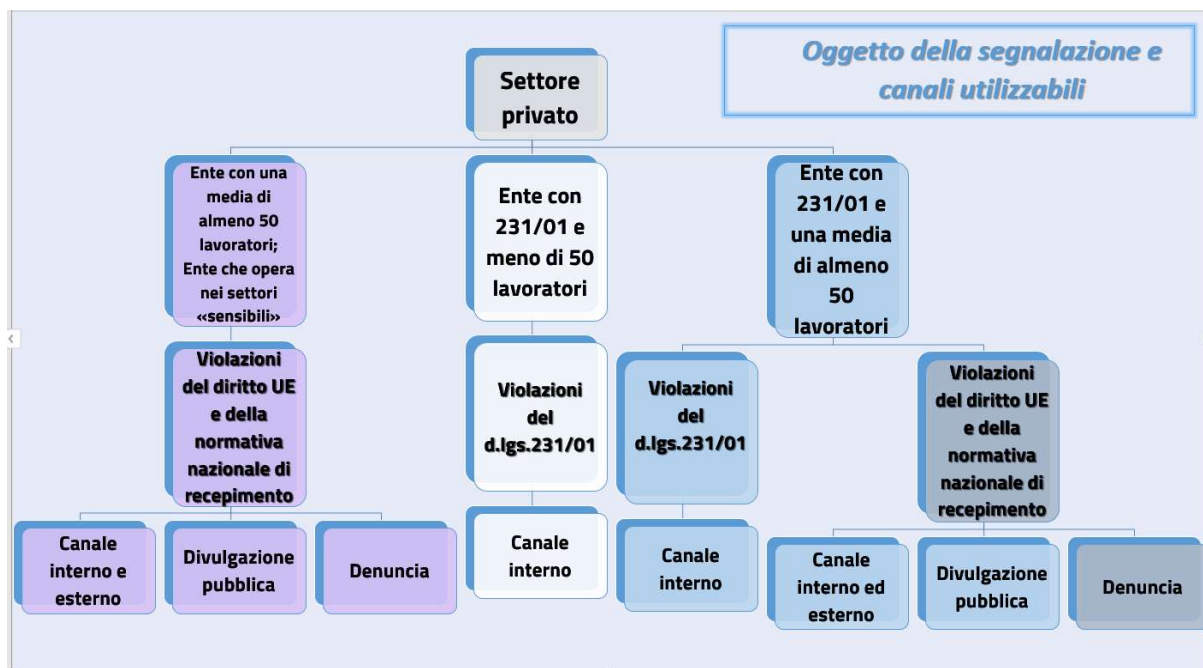 Oggetto della segnalazione e
canali utilizzabili
Settore
privato
Ente con una
media di
almeno 50
lavoratori;
Ente che opera
nei settori
«sensibili»
Ente con
231/01 e
meno di 50
lavoratori
Ente con
231/01 e
una media
di almeno
50
lavoratori
Violazioni
del diritto UE
e della
normativa
nazionale di
recepimento
Violazioni
del
d.lgs.231/01
Violazioni
del
d.lgs.231/01
Violazioni
del diritto UE
e della
normativa
nazionale di
recepimento
Canale
interno e
esterno
Divulgazione
pubblica
Denuncia
Canale
interno
Canale
interno
Canale
interno ed
esterno
Divulgazione
pubblica
Denuncia